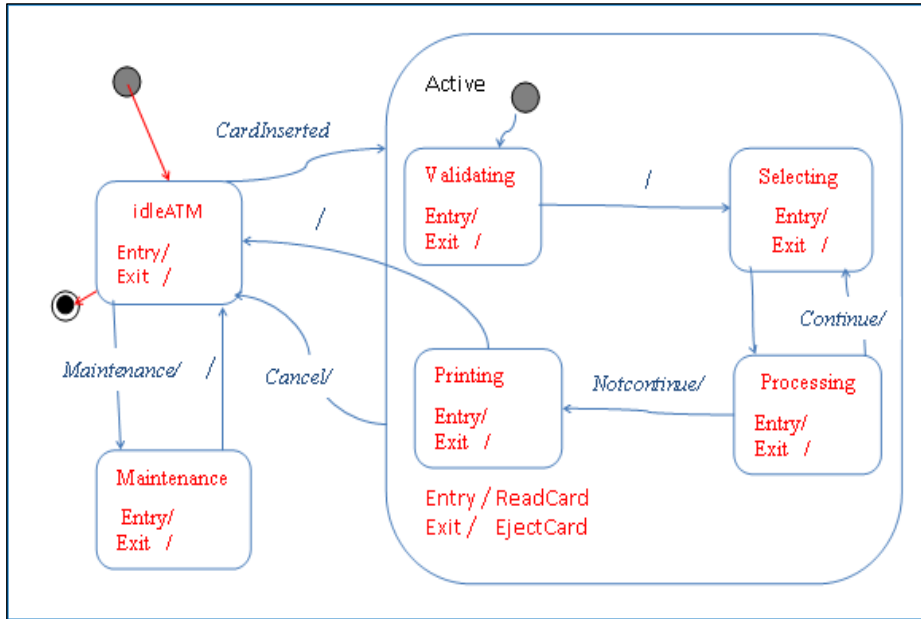 Active
CardInserted
Validating
Entry/
Exit /
/
Selecting
Entry/
Exit /
idleATM
Entry/
Exit /
/
Continue/
Maintenance/
/
Cancel/
Printing
Entry/
Exit /
Notcontinue/
Processing
Entry/
Exit /
Maintenance
Entry/
Exit /
Entry / ReadCard
Exit / EjectCard